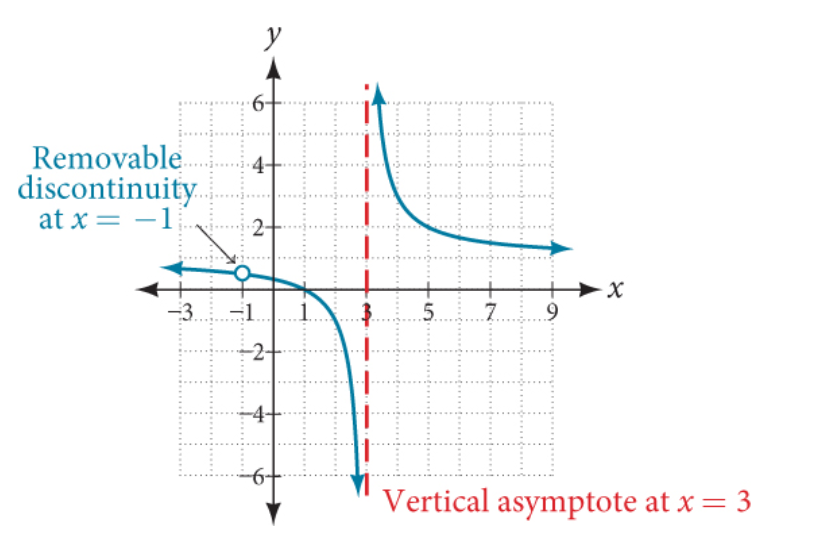 y
6
4
2
Removable
discontinuity
at x = −1
x
−3 −1 1 3 5 7 9
−2
−4
−6
Vertical asymptote at x = 3